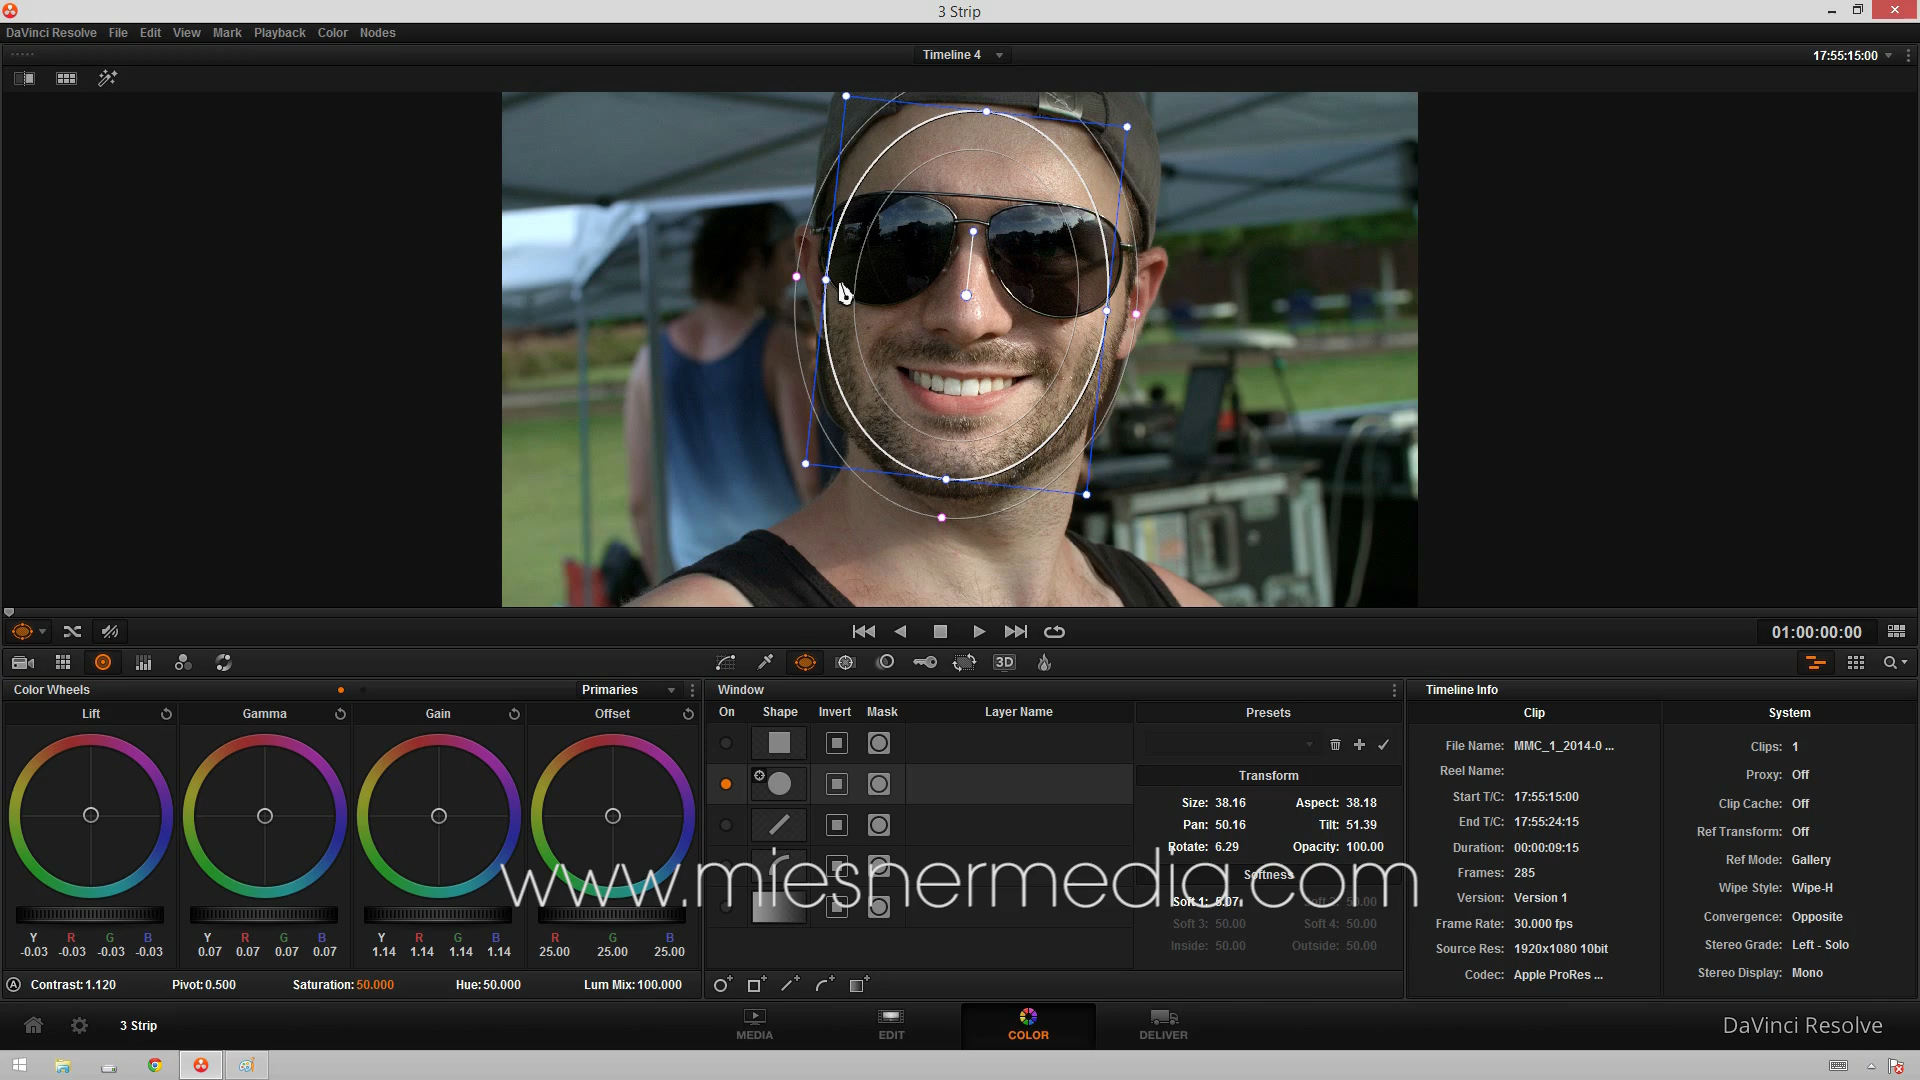 3 Strip
DaVinci Resolve File Edit View Mark Playback Color Nodes
Timeline 4
17:55:15:00
01:00:00:00
3D
Color Wheels
Primaries
Lift Gamma Gain Offset
Y R G B Y R G B Y R G B R G B
-0.03 -0.03 -0.03 -0.03 0.07 0.07 0.07 0.07 1.14 1.14 1.14 1.14 25.00 25.00 25.00
A Contrast: 1.120 Pivot: 0.500 Saturation: 50.000 Hue: 50.000 Lum Mix: 100.000
Window
On Shape Invert Mask Layer Name
Presets
Transform
Size: 38.16 Aspect: 38.18
Pan: 50.16 Tilt: 51.39
Rotate: 6.29 Opacity: 100.00
Softness
Soft 1: 5.07 Soft 2: 50.00
Soft 3: 50.00 Soft 4: 50.00
Inside: 50.00 Outside: 50.00
www.miesnermedia.com
Timeline Info
Clip
File Name: MMC_1_2014-0 ...
Reel Name:
Start T/C: 17:55:15:00
End T/C: 17:55:24:15
Duration: 00:00:09:15
Frames: 285
Version: Version 1
Frame Rate: 30.000 fps
Source Res: 1920x1080 10bit
Codec: Apple ProRes ...
System
Clips: 1
Proxy: Off
Clip Cache: Off
Ref Transform: Off
Ref Mode: Gallery
Wipe Style: Wipe-H
Convergence: Opposite
Stereo Grade: Left - Solo
Stereo Display: Mono
3 Strip
MEDIA EDIT COLOR DELIVER
DaVinci Resolve